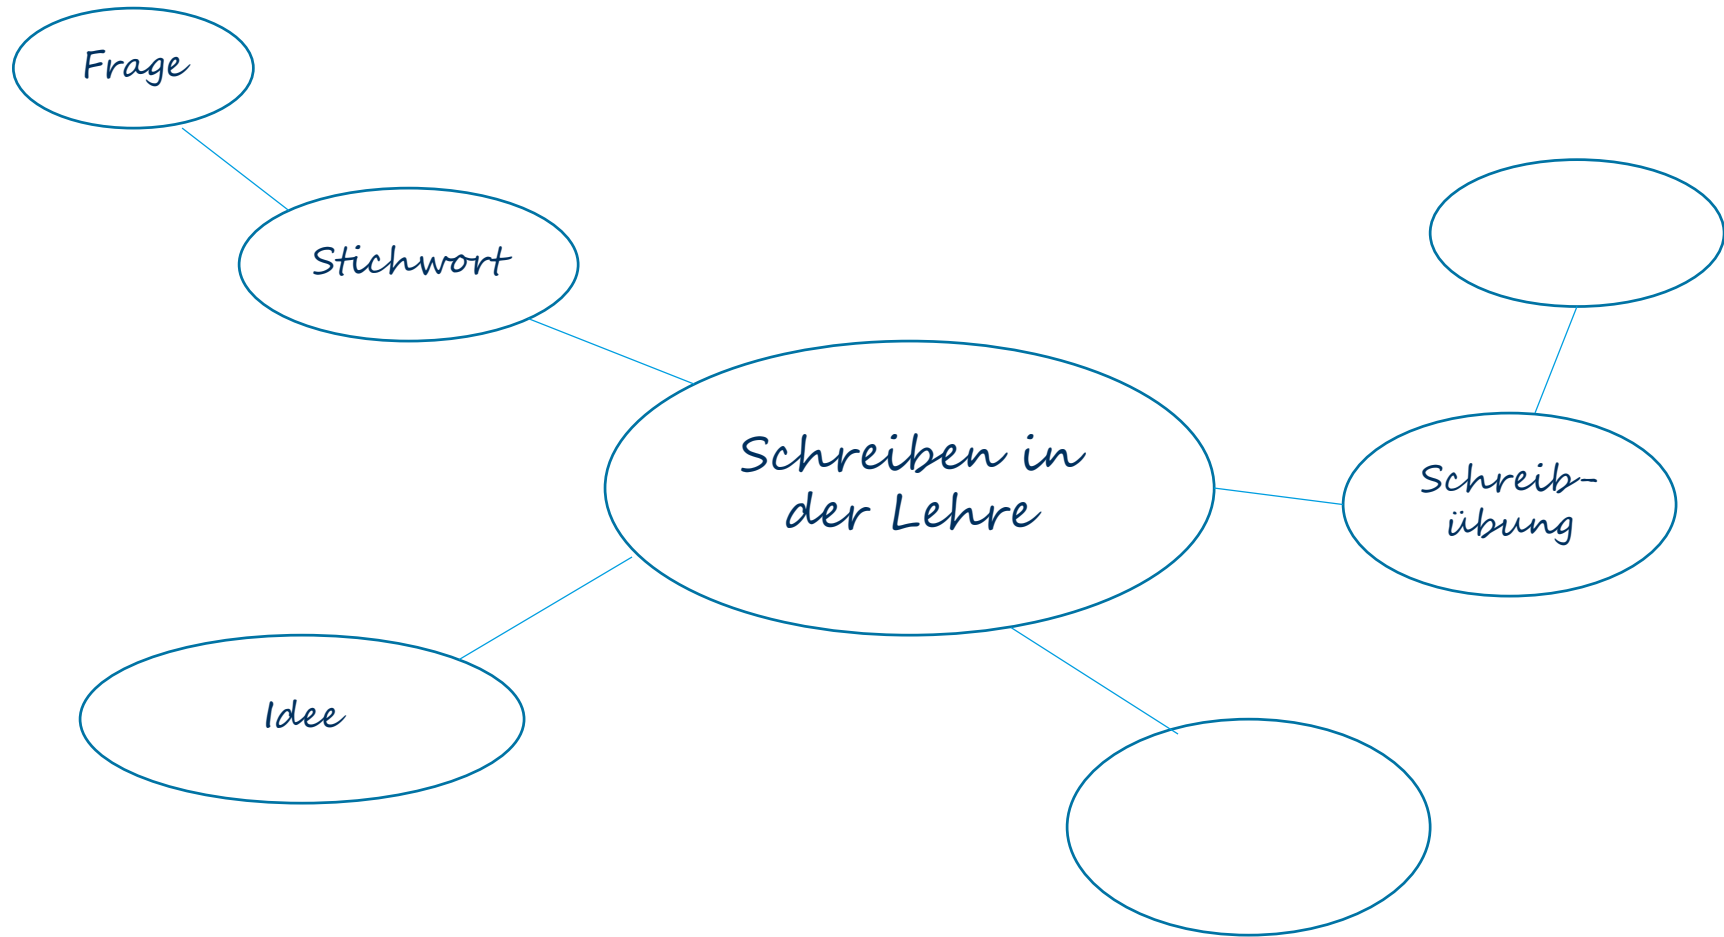 Frage
Stichwort
Schreiben in
der Lehre
Schreib-
übung
Idee